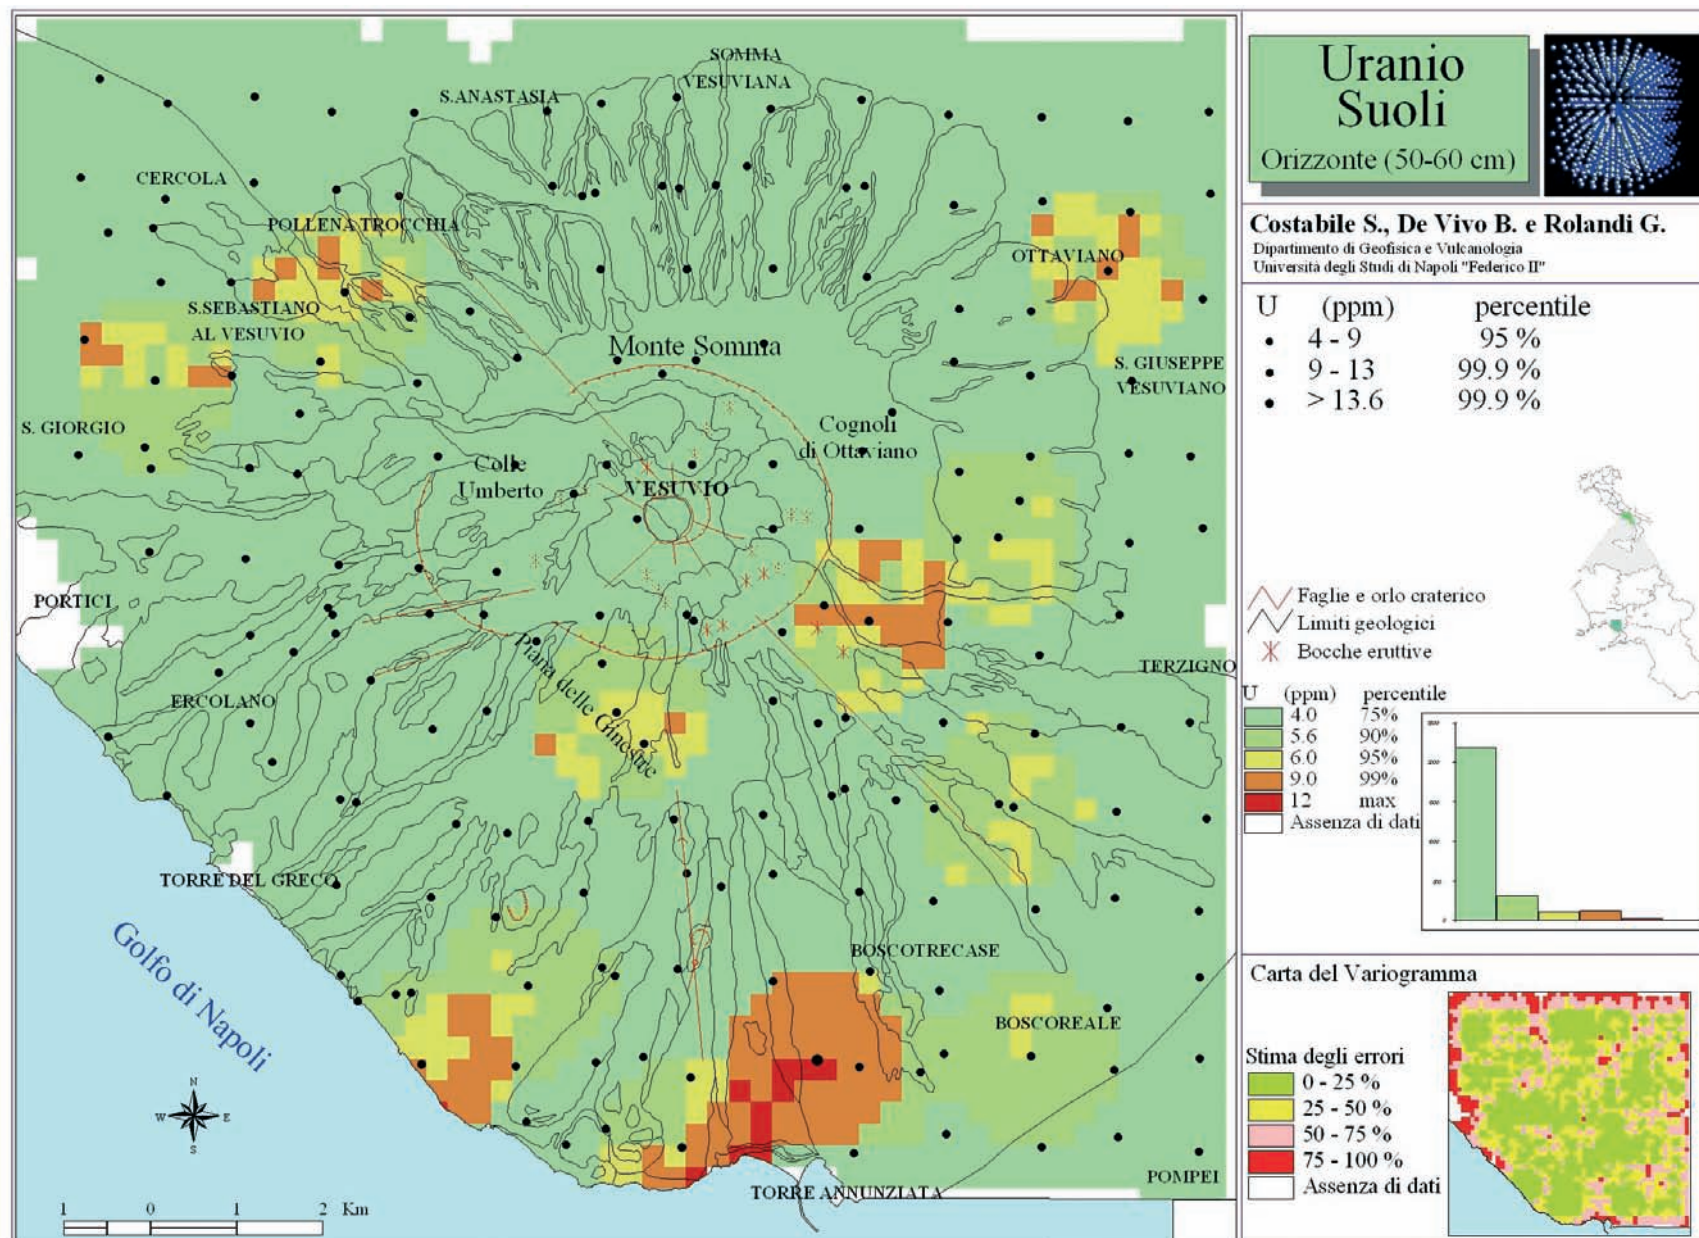 SOMMA
VESUVIANA
S.ANASTASIA
CERCOLA
POLLENA TROCCHIA
OTTAVIANO
S.SEBASTIANO
AL VESUVIO
Monte Somma
S. GIUSEPPE
VESUVIANO
S. GIORGIO
Cognoli
di Ottaviano
Colle
Umberto
VESUVIO
PORTICI
Piana delle Ginestre
TERZIGNO
ERCOLANO
TORRE DEL GRECO
Golfo di Napoli
BOSCOTRECASE
BOSCOREALE
N
W E
S
POMPEI
TORRE ANNUNZIATA
1 0 1 2 Km
Uranio
Suoli
Orizzonte (50-60 cm)
Costabile S., De Vivo B. e Rolandi G.
Dipartimento di Geofisica e Vulcanologia
Università degli Studi di Napoli "Federico II"
U (ppm) percentile
4 - 9 95 %
9 - 13 99.9 %
> 13.6 99.9 %
Faglie e orlo craterico
Limiti geologici
Bocche eruttive
U (ppm) percentile
4.0 75%
5.6 90%
6.0 95%
9.0 99%
12 max
Assenza di dati
Carta del Variogramma
Stima degli errori
0 - 25 %
25 - 50 %
50 - 75 %
75 - 100 %
Assenza di dati